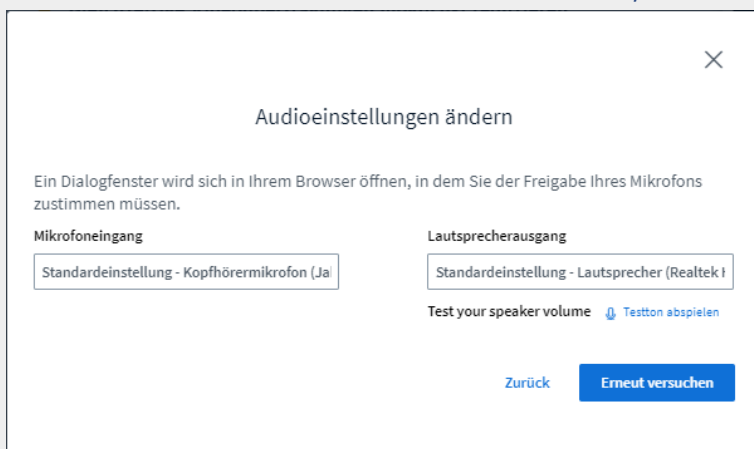 Audioeinstellungen ändern
Ein Dialogfenster wird sich in Ihrem Browser öffnen, in dem Sie der Freigabe Ihres Mikrofons
zustimmen müssen.
Mikrofoneingang
Lautsprecherausgang
Standardeinstellung - Kopfhörermikrofon (Ja
Standardeinstellung - Lautsprecher (Realtek
Test your speaker volume Testton abspielen
Zurück
Erneut versuchen